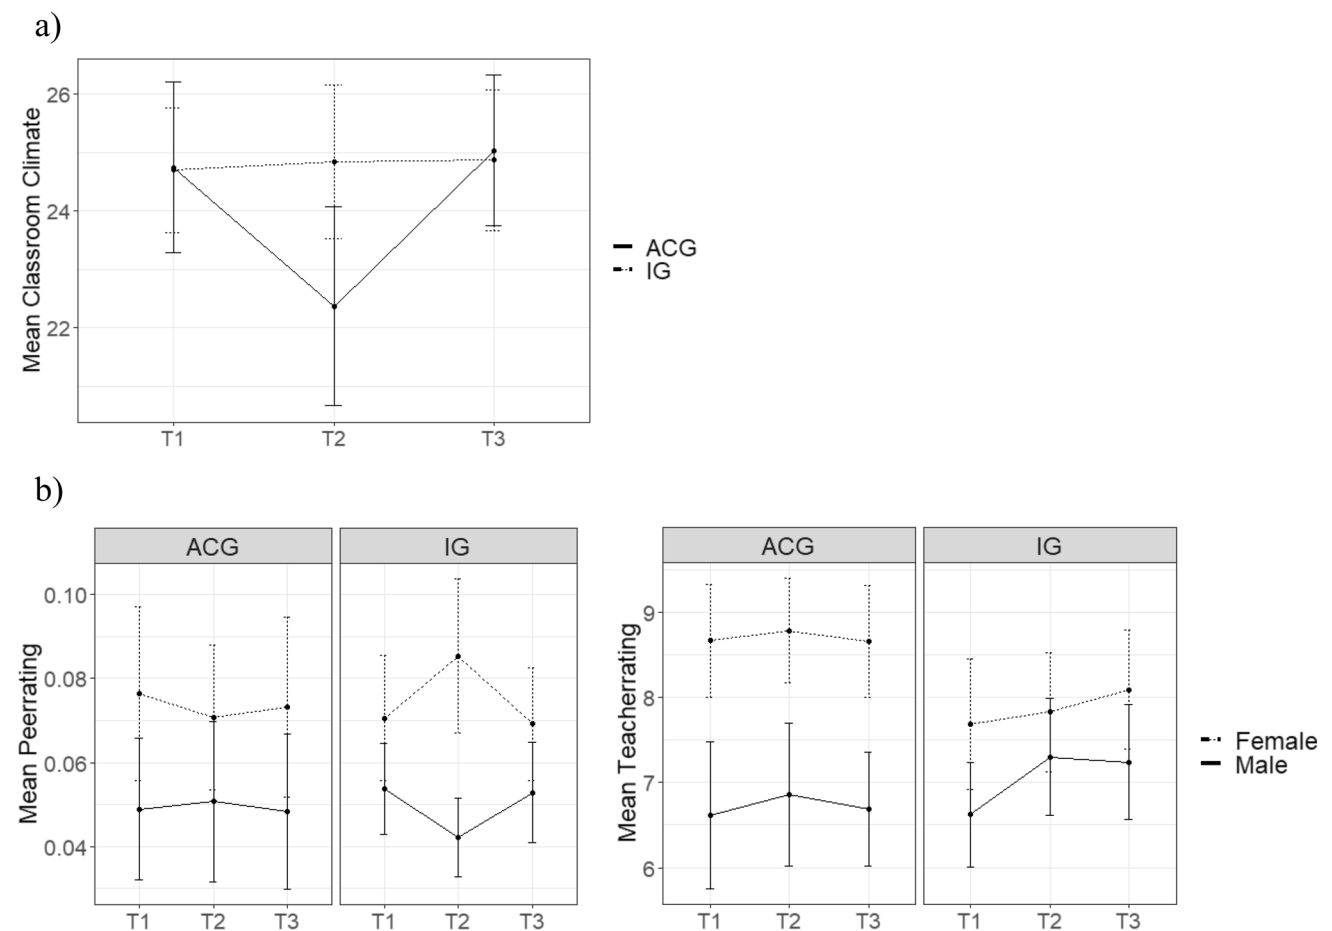 a)
Mean Classroom Climate
26
24
22
T1 T2 T3
ACG
IG
b)
ACG IG
Mean Peerrating
0.10
0.08
0.06
0.04
T1 T2 T3 T1 T2 T3
ACG IG
Mean Teacherrating
9
8
7
6
T1 T2 T3 T1 T2 T3
Female
Male